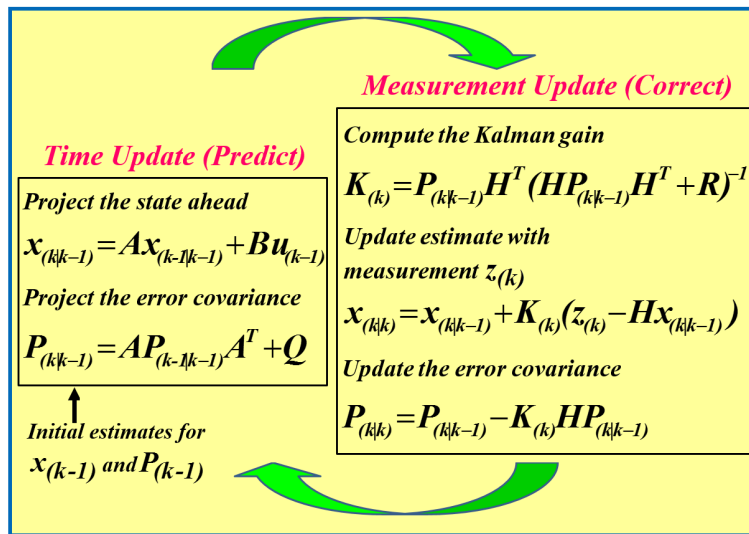 Measurement Update (Correct)
Compute the Kalman gain
K(k)=P(k|k−1)H^T(HP(k|k−1)H^T+R)^−1
Update estimate with
measurement z(k)
x(k|k)=x(k|k−1)+K(k)(z(k)−Hx(k|k−1))
Update the error covariance
P(k|k)=P(k|k−1)−K(k)HP(k|k−1)
Time Update (Predict)
Project the state ahead
x(k|k−1)=Ax(k-1|k−1)+Bu(k−1)
Project the error covariance
P(k|k−1)=AP(k-1|k−1)A^T+Q
Initial estimates for
x(k-1) and P(k-1)